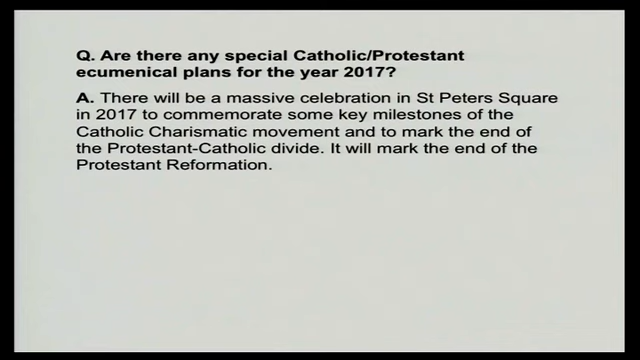 Q. Are there any special Catholic/Protestant
ecumenical plans for the year 2017?
A. There will be a massive celebration in St Peters Square
in 2017 to commemorate some key milestones of the
Catholic Charismatic movement and to mark the end of
the Protestant-Catholic divide. It will mark the end of the
Protestant Reformation.